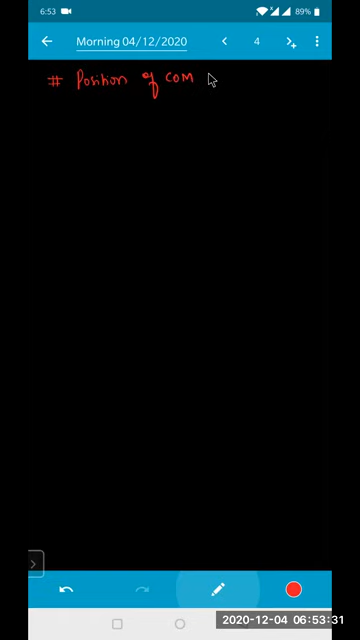 6:53
89%
Morning 04/12/2020
4
# Position of COM
2020-12-04 06:53:31